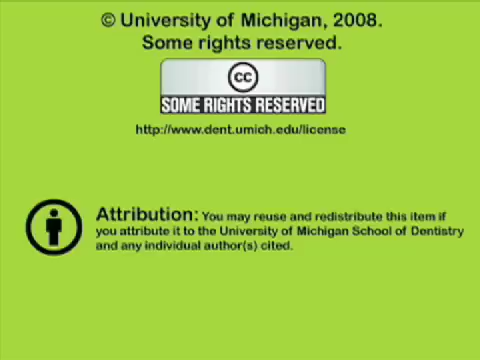 © University of Michigan, 2008.
Some rights reserved.
cc
SOME RIGHTS RESERVED
http://www.dent.umich.edu/license
Attribution: You may reuse and redistribute this item if
you attribute it to the University of Michigan School of Dentistry
and any individual author(s) cited.